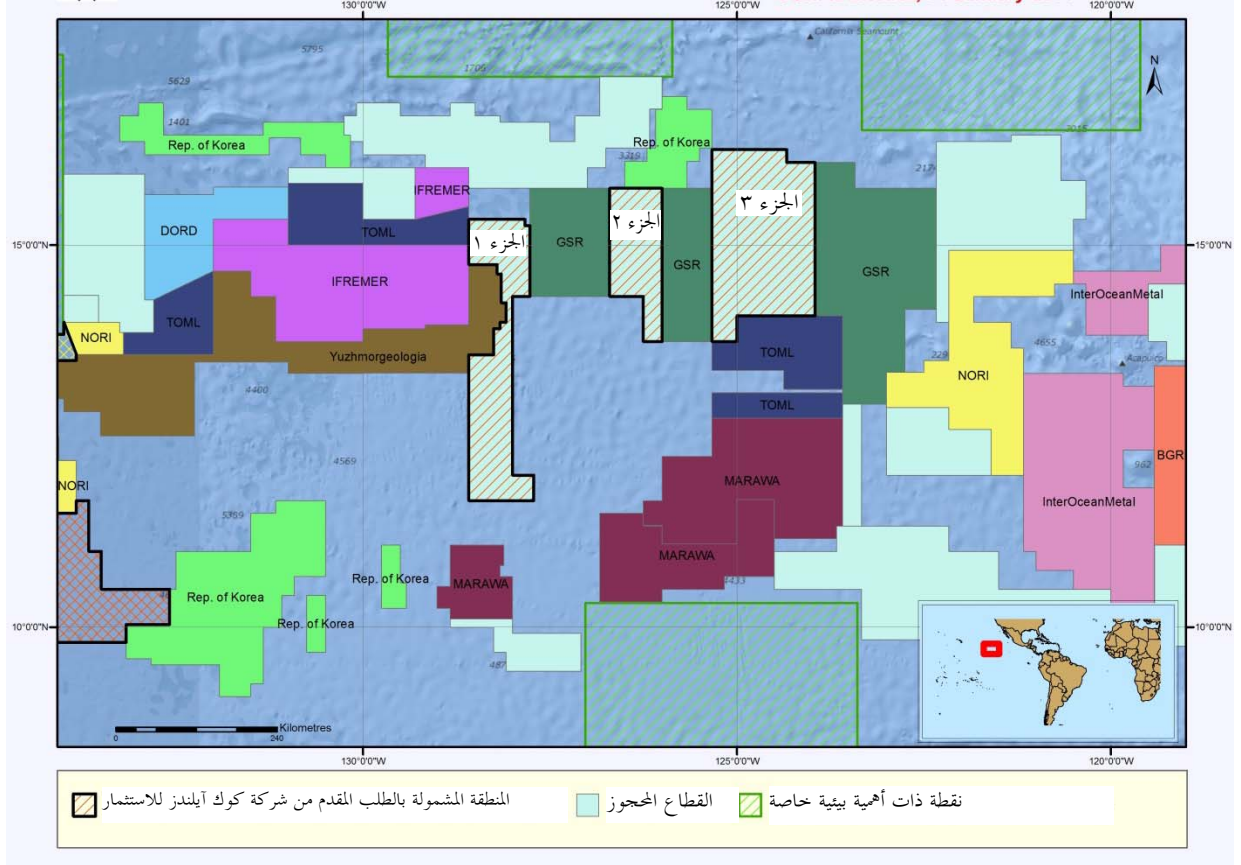 130°0'0"W
125°0'0"W
120°0'0"W
California Seamount
N
5795
1706
5629
1401
Rep. of Korea
Rep. of Korea
3319
IFREMER
DORD
TOML
الجزء ١
GSR
الجزء ٢
GSR
الجزء ٣
GSR
15°0'0"N
15°0'0"N
IFREMER
InterOceanMetal
NORI
TOML
Yuzhmorgeologia
TOML
4655
Acapulco
NORI
4400
TOML
4569
MARAWA
962
BGR
NORI
InterOceanMetal
5389
MARAWA
Rep. of Korea
Rep. of Korea
MARAWA
Rep. of Korea
10°0'0"N
10°0'0"N
Kilometres
0
240
130°0'0"W
125°0'0"W
120°0'0"W
المنطقة المشمولة بالطلب المقدم من شركة كوك آيلندز للاستثمار
القطاع المحجوز
نقطة ذات أهمية بيئية خاصة